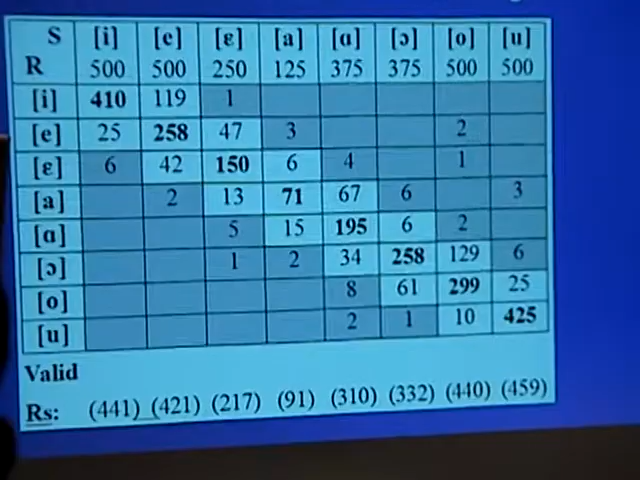 S [i] [e] [ɛ] [a] [ɑ] [ɔ] [o] [u]
R 500 500 250 125 375 375 500 500
[i] 410 119 1
[e] 25 258 47 3 2
[ɛ] 6 42 150 6 4 1
[a] 2 13 71 67 6 3
[ɑ] 5 15 195 6 2
[ɔ] 1 2 34 258 129 6
[o] 8 61 299 25
[u] 2 1 10 425
Valid
Rs: (441) (421) (217) (91) (310) (332) (440) (459)